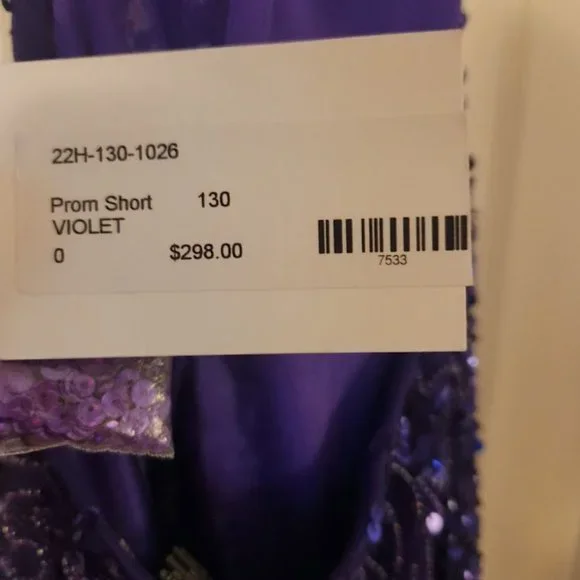 22H-130-1026
Prom Short 130
VIOLET
0 $298.00
7533